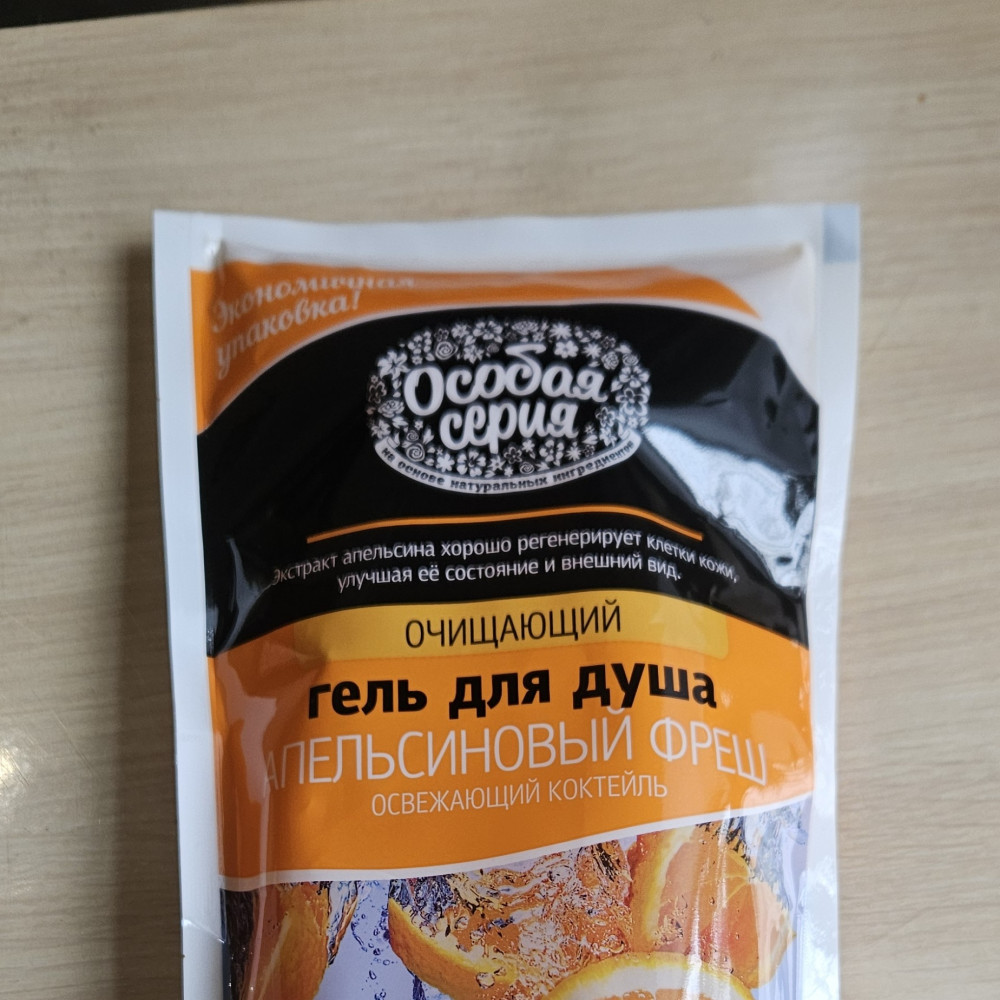 Экономичная
упаковка!
Особая
серия
на основе натуральных ингредиентов
Экстракт апельсина хорошо регенерирует клетки кожи,
улучшая её состояние и внешний вид.
ОЧИЩАЮЩИЙ
гель для душа
АПЕЛЬСИНОВЫЙ ФРЕШ
ОСВЕЖАЮЩИЙ КОКТЕЙЛЬ